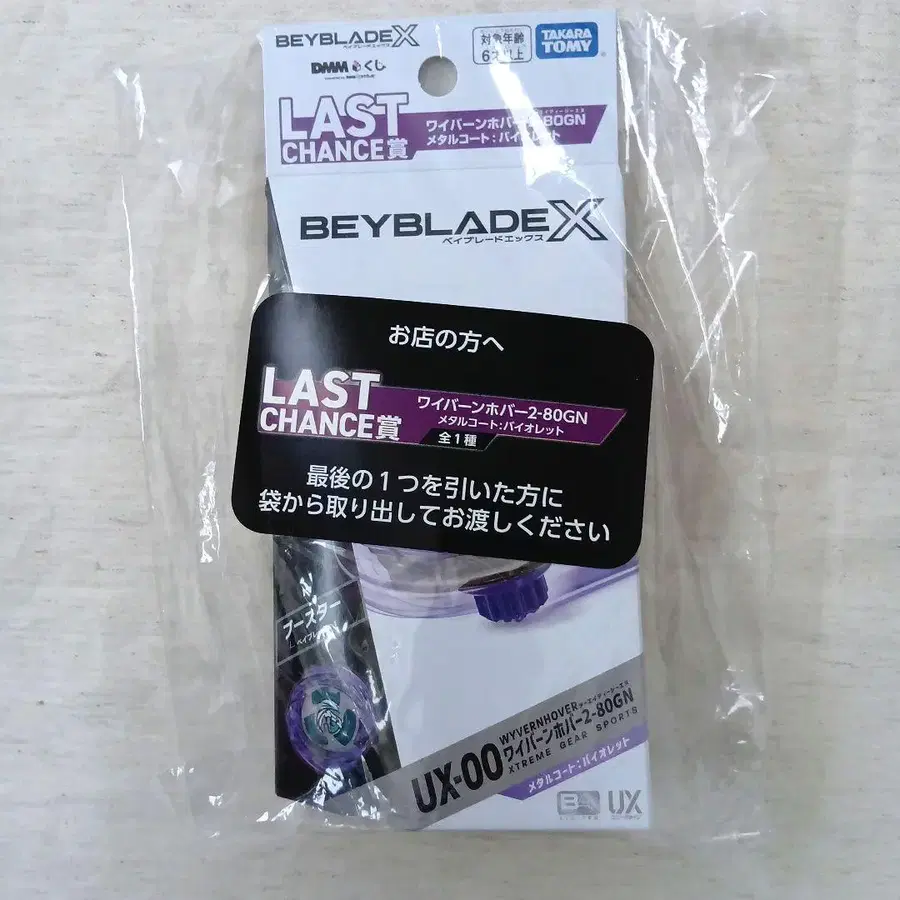 BEYBLADE X
ベイブレードエックス
対象年齢
6才以上
TAKARA
TOMY
DMMくじ
LAST
CHANCE賞
ワイバーンホバー2-80GN
メタルコート：バイオレット
BEYBLADE X
ベイブレードエックス
お店の方へ
LAST
CHANCE賞
ワイバーンホバー2-80GN
メタルコート：バイオレット
全1種
最後の1つを引いた方に
袋から取り出してお渡しください
ブースター
UX-00
WYVERNHOVER
ワイバーンホバー2-80GN
XTREME GEAR SPORTS
メタルコート：バイオレット
UX